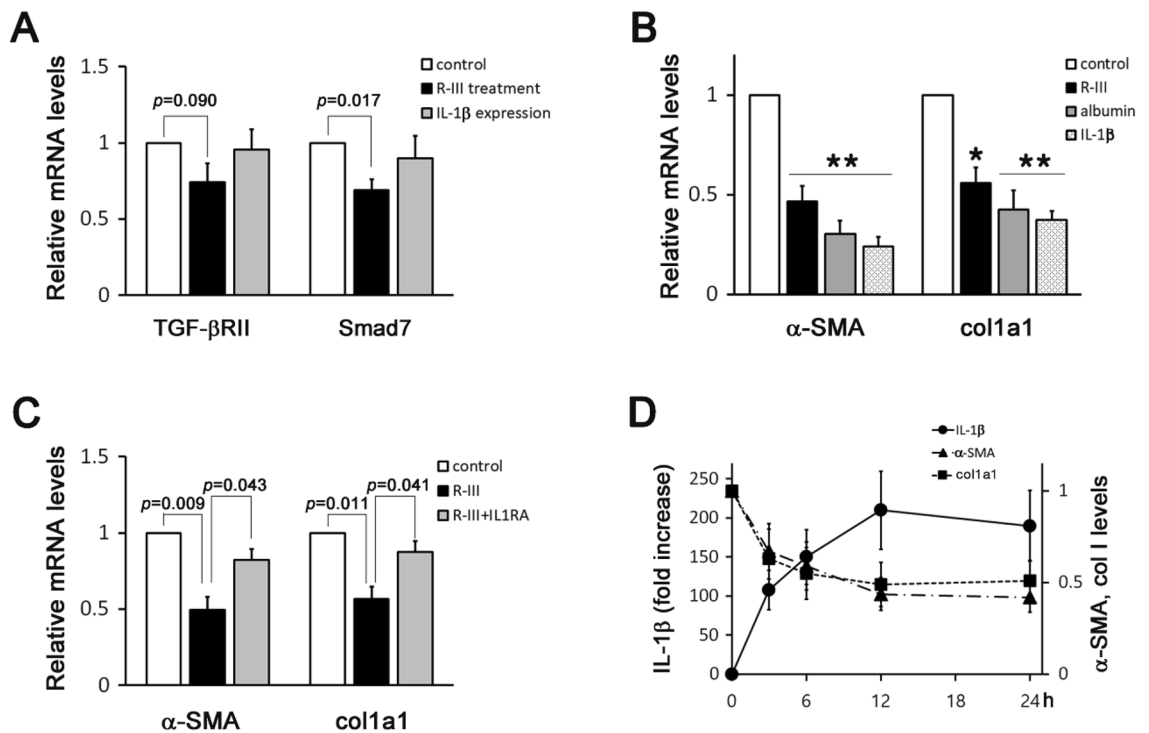 A
Relative mRNA levels
1.5
1
0.5
0
control
R-III treatment
IL-1β expression
p=0.090
p=0.017
TGF-βRII
Smad7
B
Relative mRNA levels
1
0.5
0
control
R-III
albumin
IL-1β
**
*
**
α-SMA
col1a1
C
Relative mRNA levels
1.5
1
0.5
0
control
R-III
R-III+IL1RA
p=0.009
p=0.043
p=0.011
p=0.041
α-SMA
col1a1
D
IL-1β
α-SMA
col1a1
IL-1β (fold increase)
250
200
150
100
50
0
1
0.5
0
α-SMA, col I levels
0 6 12 18 24 h